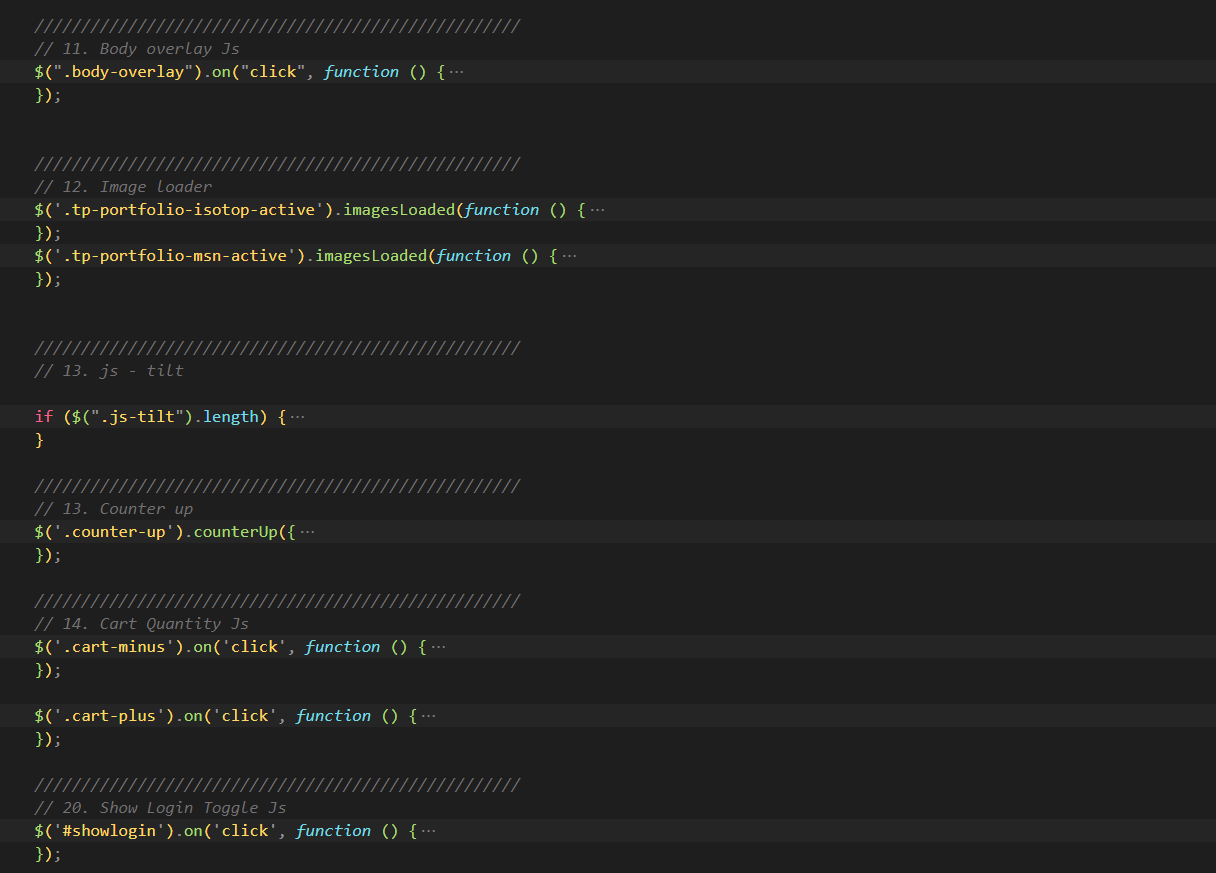 ////////////////////////////////////////////////////
// 11. Body overlay Js
$(".body-overlay").on("click", function () {···
});
////////////////////////////////////////////////////
// 12. Image loader
$('.tp-portfolio-isotop-active').imagesLoaded(function () {···
});
$('.tp-portfolio-msn-active').imagesLoaded(function () {···
});
////////////////////////////////////////////////////
// 13. js - tilt
if ($(".js-tilt").length) {···
}
////////////////////////////////////////////////////
// 13. Counter up
$('.counter-up').counterUp({···
});
////////////////////////////////////////////////////
// 14. Cart Quantity Js
$('.cart-minus').on('click', function () {···
});
$('.cart-plus').on('click', function () {···
});
////////////////////////////////////////////////////
// 20. Show Login Toggle Js
$('#showlogin').on('click', function () {···
});